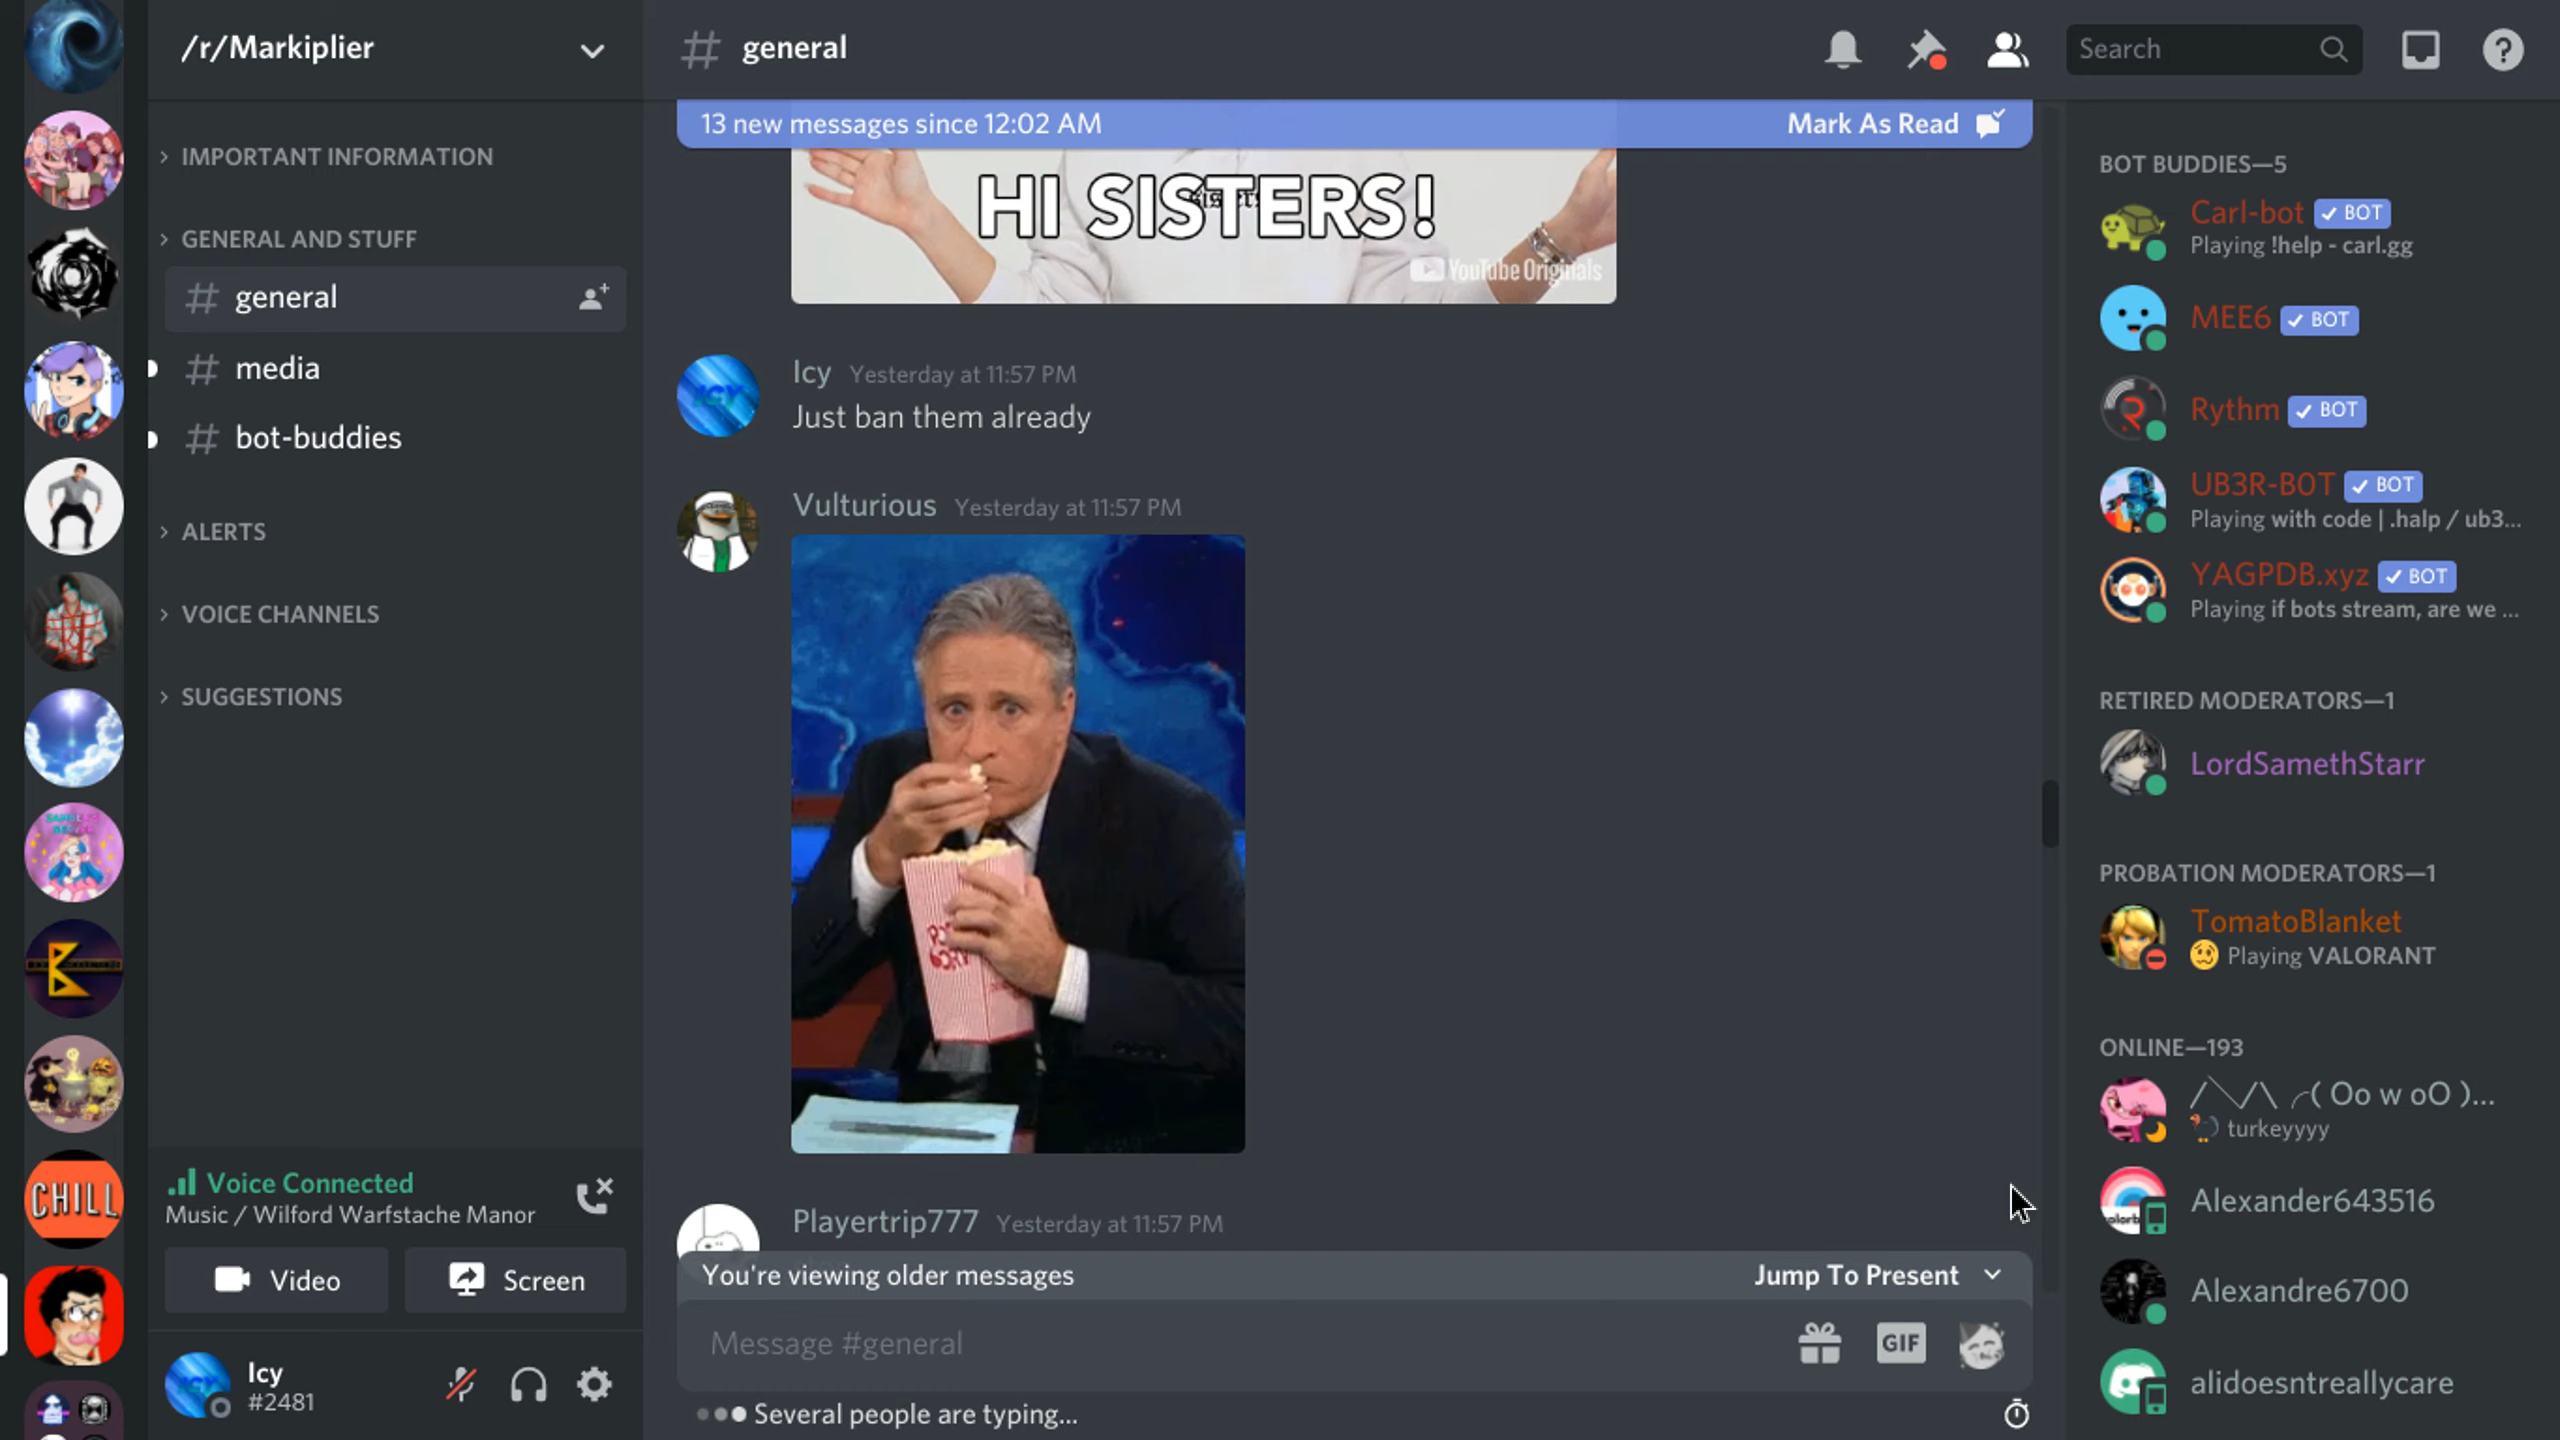 /r/Markiplier
IMPORTANT INFORMATION
GENERAL AND STUFF
general
media
bot-buddies
ALERTS
VOICE CHANNELS
SUGGESTIONS
CHILL
Voice Connected
Music / Wilford Warfstache Manor
Video
Screen
Icy
#2481
# general
Search
13 new messages since 12:02 AM
Mark As Read
HI SISTERS!
sisters
YouTube Originals
Icy Yesterday at 11:57 PM
Just ban them already
Vulturious Yesterday at 11:57 PM
Playertrip777 Yesterday at 11:57 PM
You're viewing older messages
Jump To Present
Message #general
GIF
Several people are typing...
BOT BUDDIES—5
Carl-bot ✓ BOT
Playing !help - carl.gg
MEE6 ✓ BOT
Rythm ✓ BOT
UB3R-B0T ✓ BOT
Playing with code | .halp / ub3...
YAGPDB.xyz ✓ BOT
Playing if bots stream, are we ...
RETIRED MODERATORS—1
LordSamethStarr
PROBATION MODERATORS—1
TomatoBlanket
Playing VALORANT
ONLINE—193
/╲/\ ╭( Oo w oO )...
turkeyyyy
Alexander643516
Alexandre6700
alidoesntreallycare